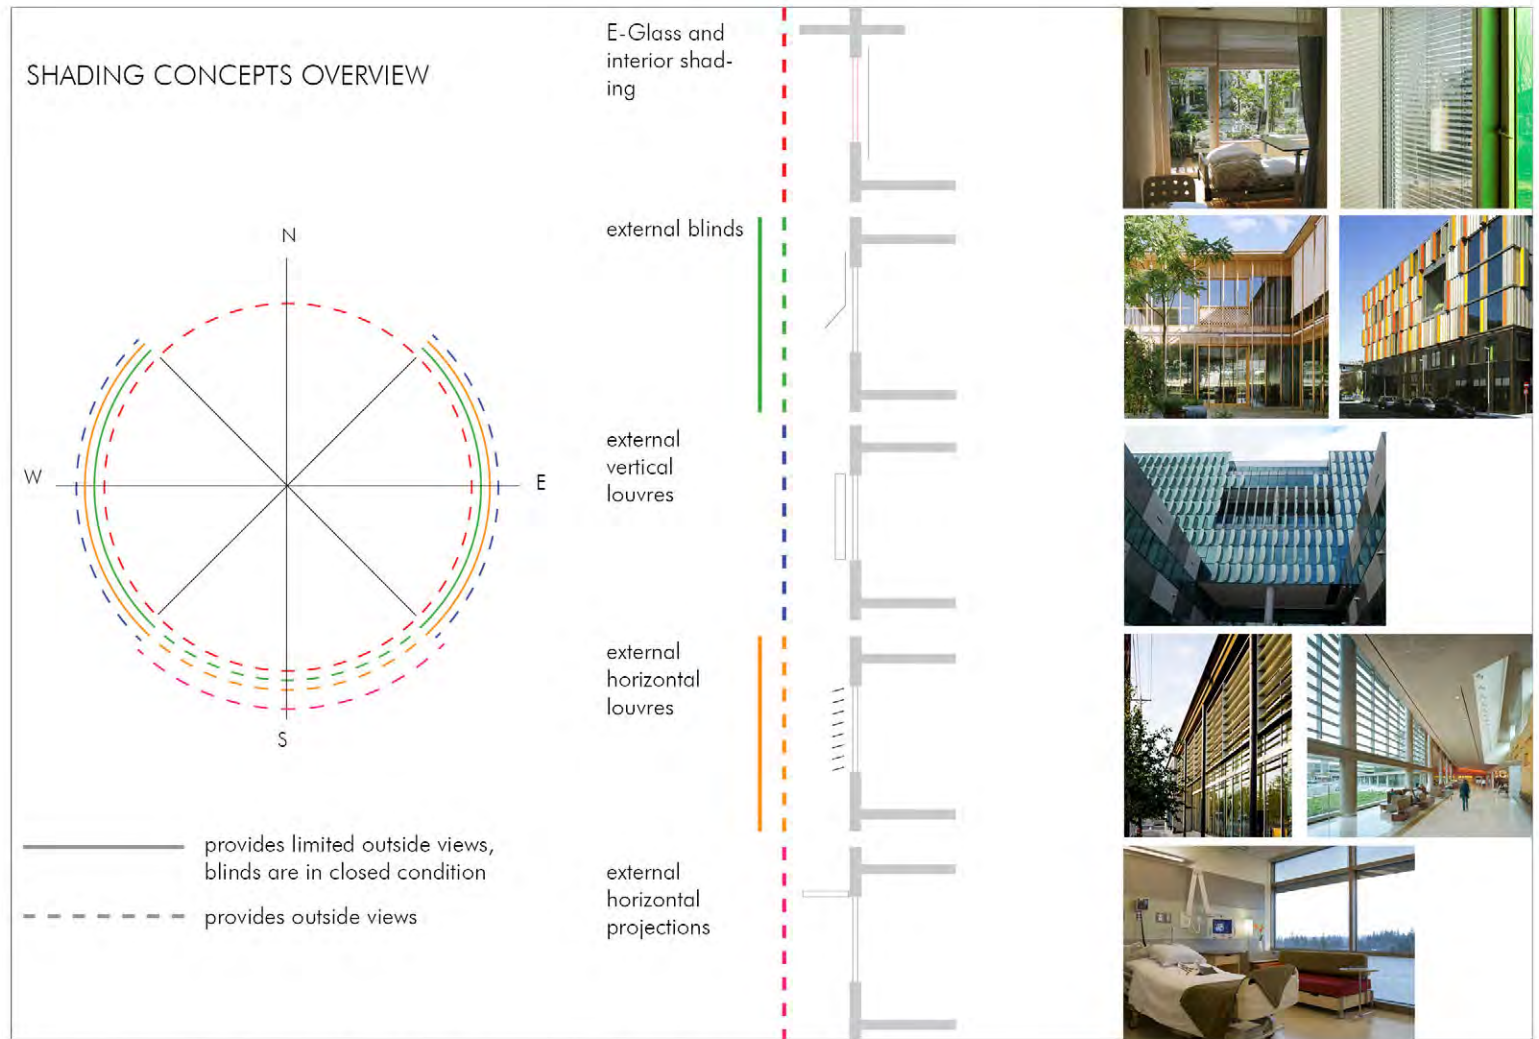 SHADING CONCEPTS OVERVIEW
N
W
E
S
provides limited outside views,
blinds are in closed condition
provides outside views
E-Glass and
interior shad-
ing
external blinds
external
vertical
louvres
external
horizontal
louvres
external
horizontal
projections